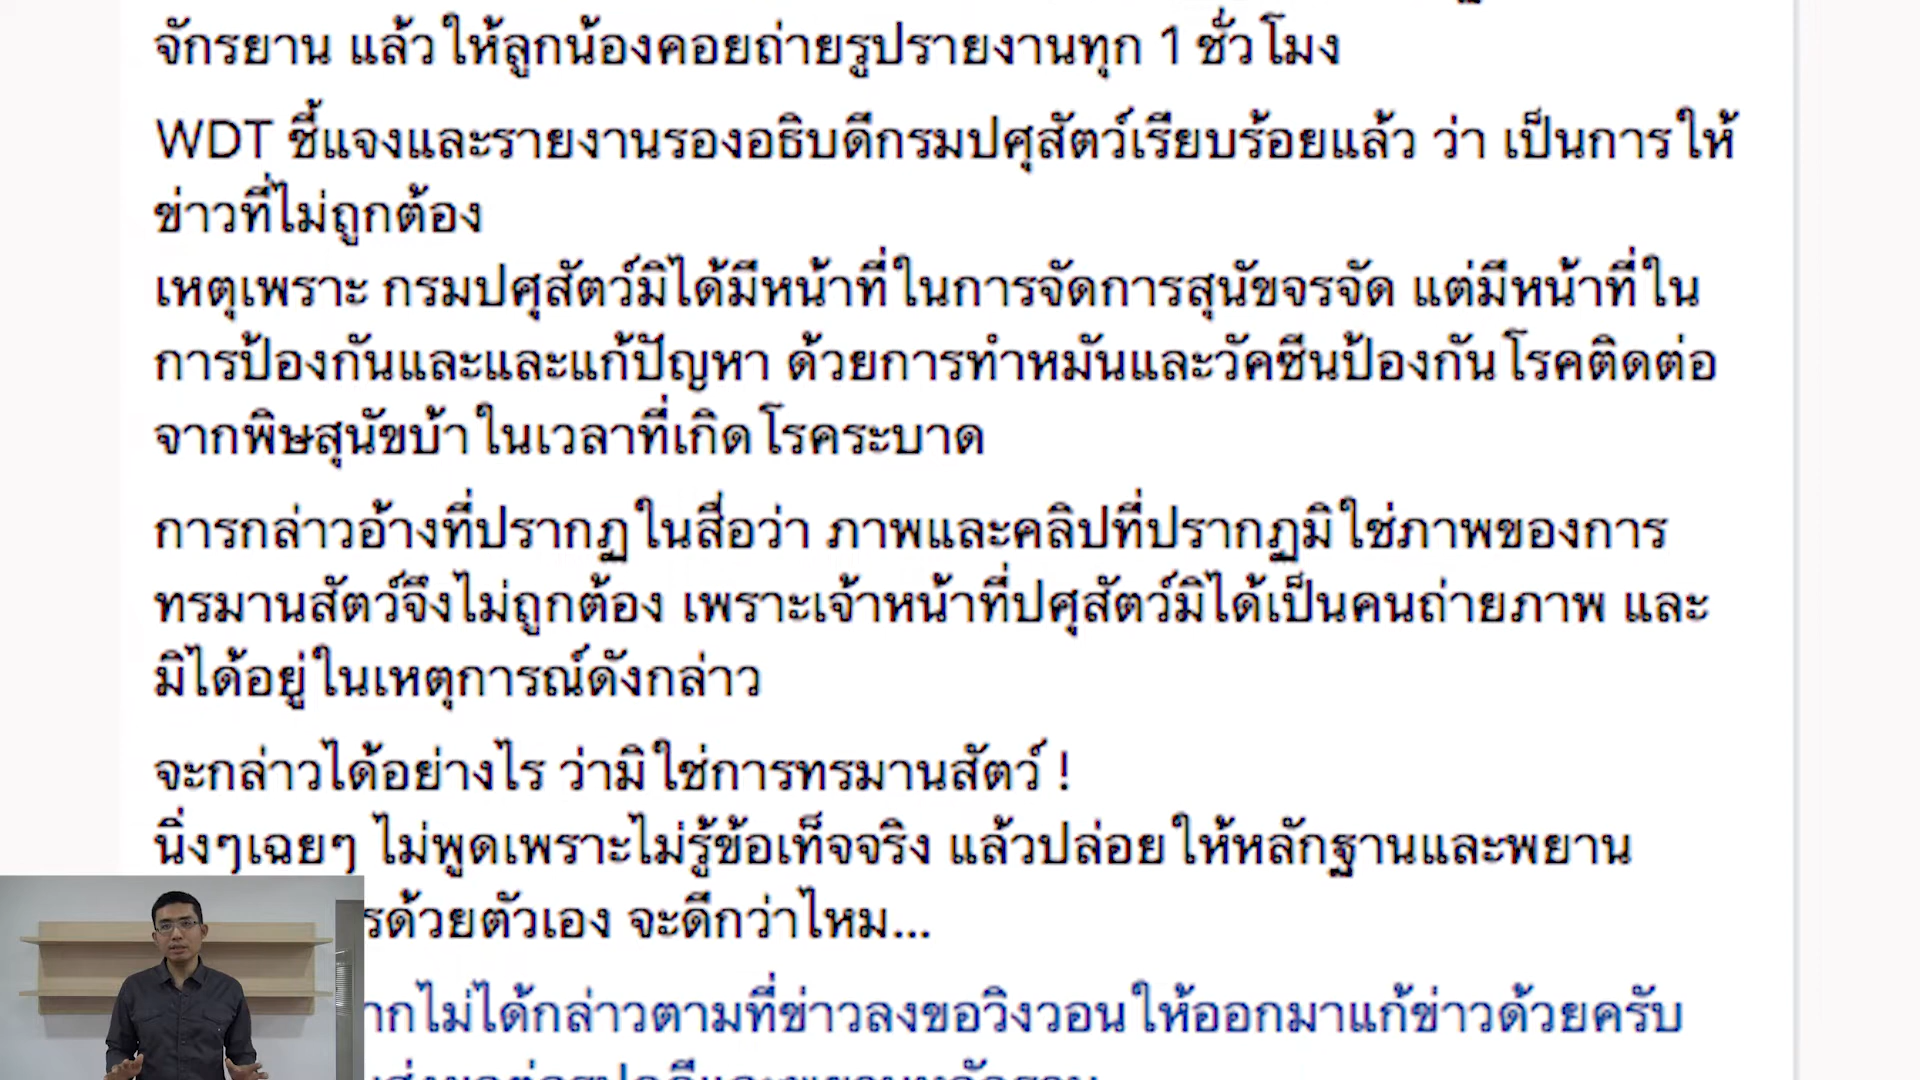 จักรยาน แล้วให้ลูกน้องคอยถ่ายรูปรายงานทุก 1 ชั่วโมง
WDT ชี้แจงและรายงานรองอธิบดีกรมปศุสัตว์เรียบร้อยแล้ว ว่า เป็นการให้
ข่าวที่ไม่ถูกต้อง
เหตุเพราะ กรมปศุสัตว์มิได้มีหน้าที่ในการจัดการสุนัขจรจัด แต่มีหน้าที่ใน
การป้องกันและและแก้ปัญหา ด้วยการทำหมันและวัคซีนป้องกันโรคติดต่อ
จากพิษสุนัขบ้าในเวลาที่เกิดโรคระบาด
การกล่าวอ้างที่ปรากฏในสื่อว่า ภาพและคลิปที่ปรากฏมิใช่ภาพของการ
ทรมานสัตว์จึงไม่ถูกต้อง เพราะเจ้าหน้าที่ปศุสัตว์มิได้เป็นคนถ่ายภาพ และ
มิได้อยู่ในเหตุการณ์ดังกล่าว
จะกล่าวได้อย่างไร ว่ามิใช่การทรมานสัตว์ !
นิ่งๆเฉยๆ ไม่พูดเพราะไม่รู้ข้อเท็จจริง แล้วปล่อยให้หลักฐานและพยาน
รด้วยตัวเอง จะดีกว่าไหม...
ากไม่ได้กล่าวตามที่ข่าวลงขอวิงวอนให้ออกมาแก้ข่าวด้วยครับ